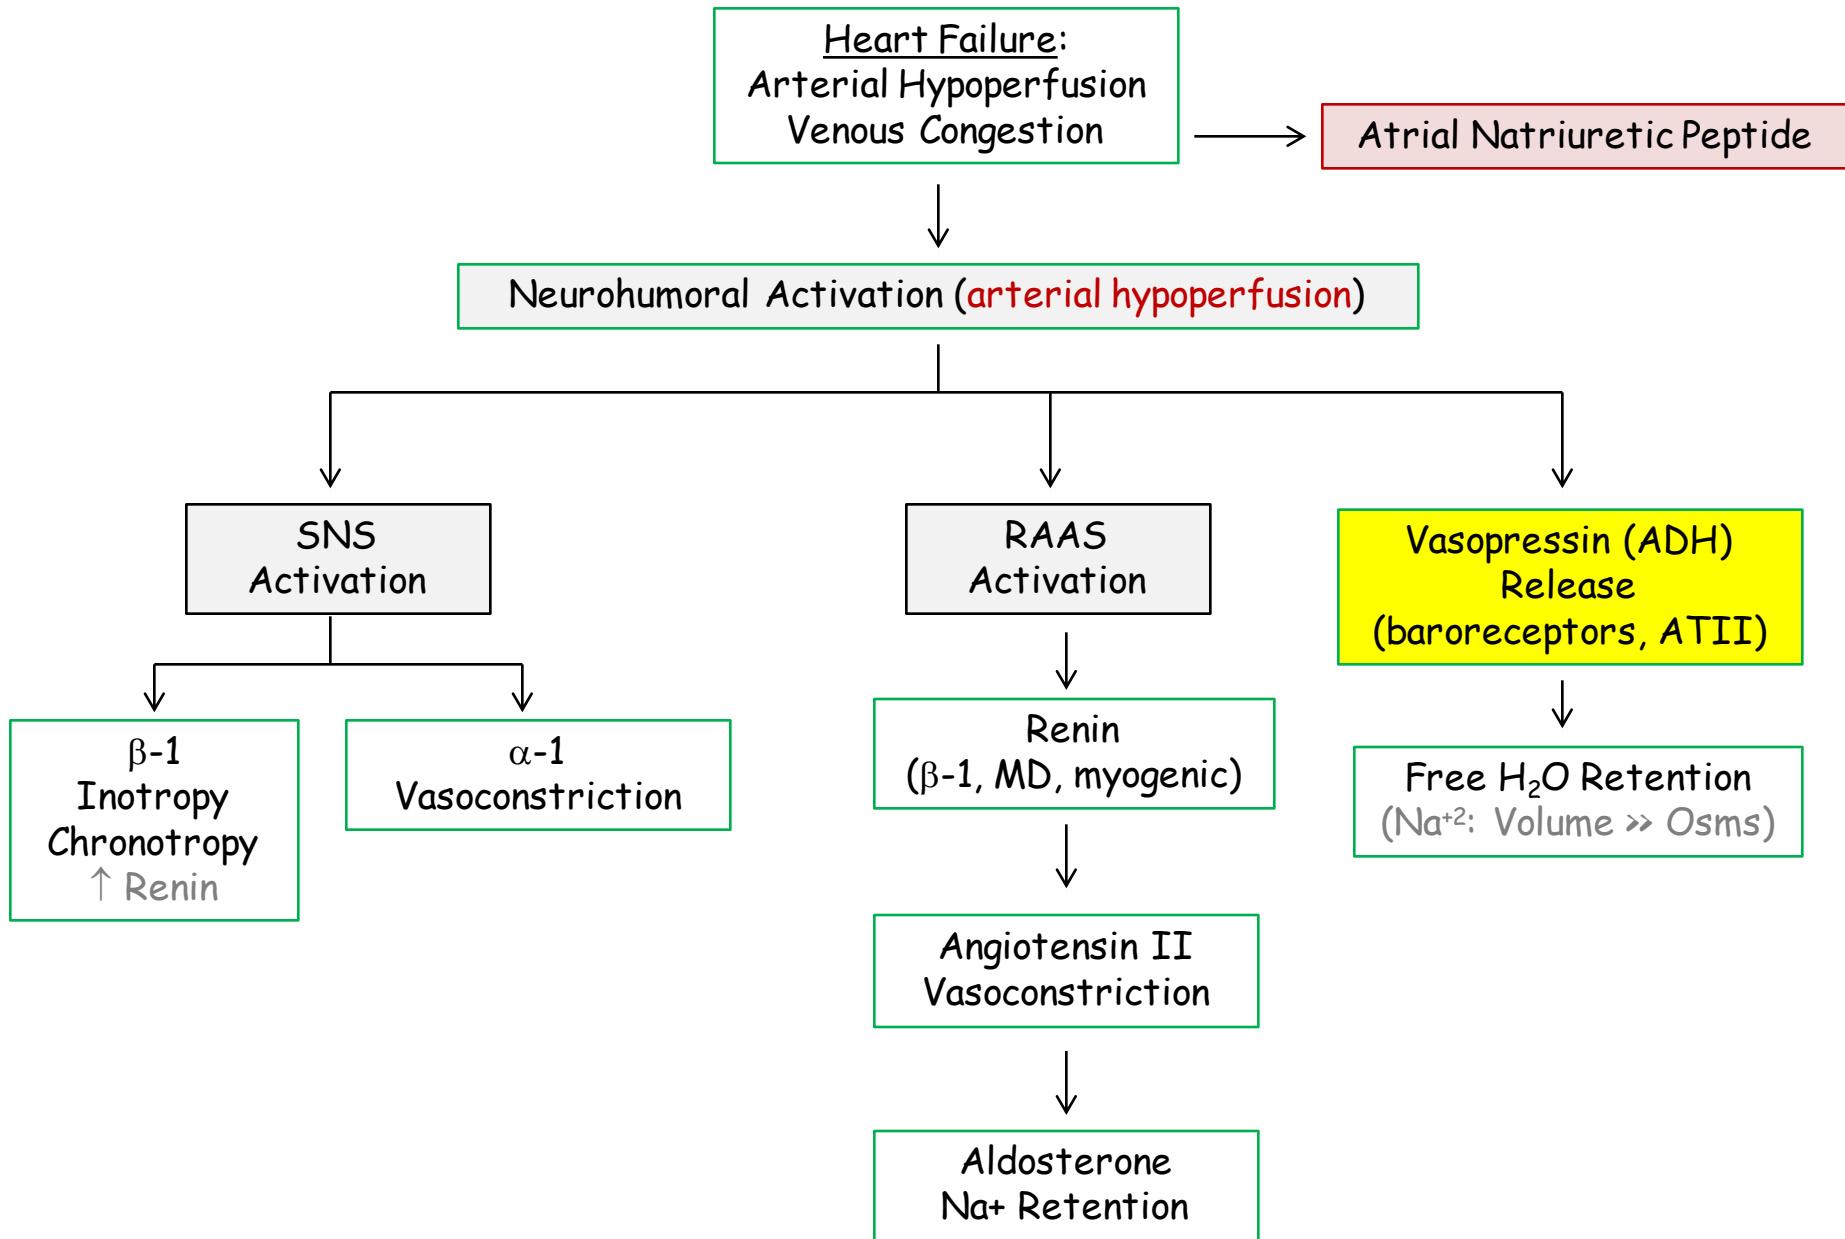 Heart Failure:
Arterial Hypoperfusion
Venous Congestion
Atrial Natriuretic Peptide
Neurohumoral Activation (arterial hypoperfusion)
SNS
Activation
RAAS
Activation
Vasopressin (ADH)
Release
(baroreceptors, ATII)
β-1
Inotropy
Chronotropy
↑ Renin
α-1
Vasoconstriction
Renin
(β-1, MD, myogenic)
Free H₂O Retention
(Na⁺²: Volume >> Osms)
Angiotensin II
Vasoconstriction
Aldosterone
Na+ Retention